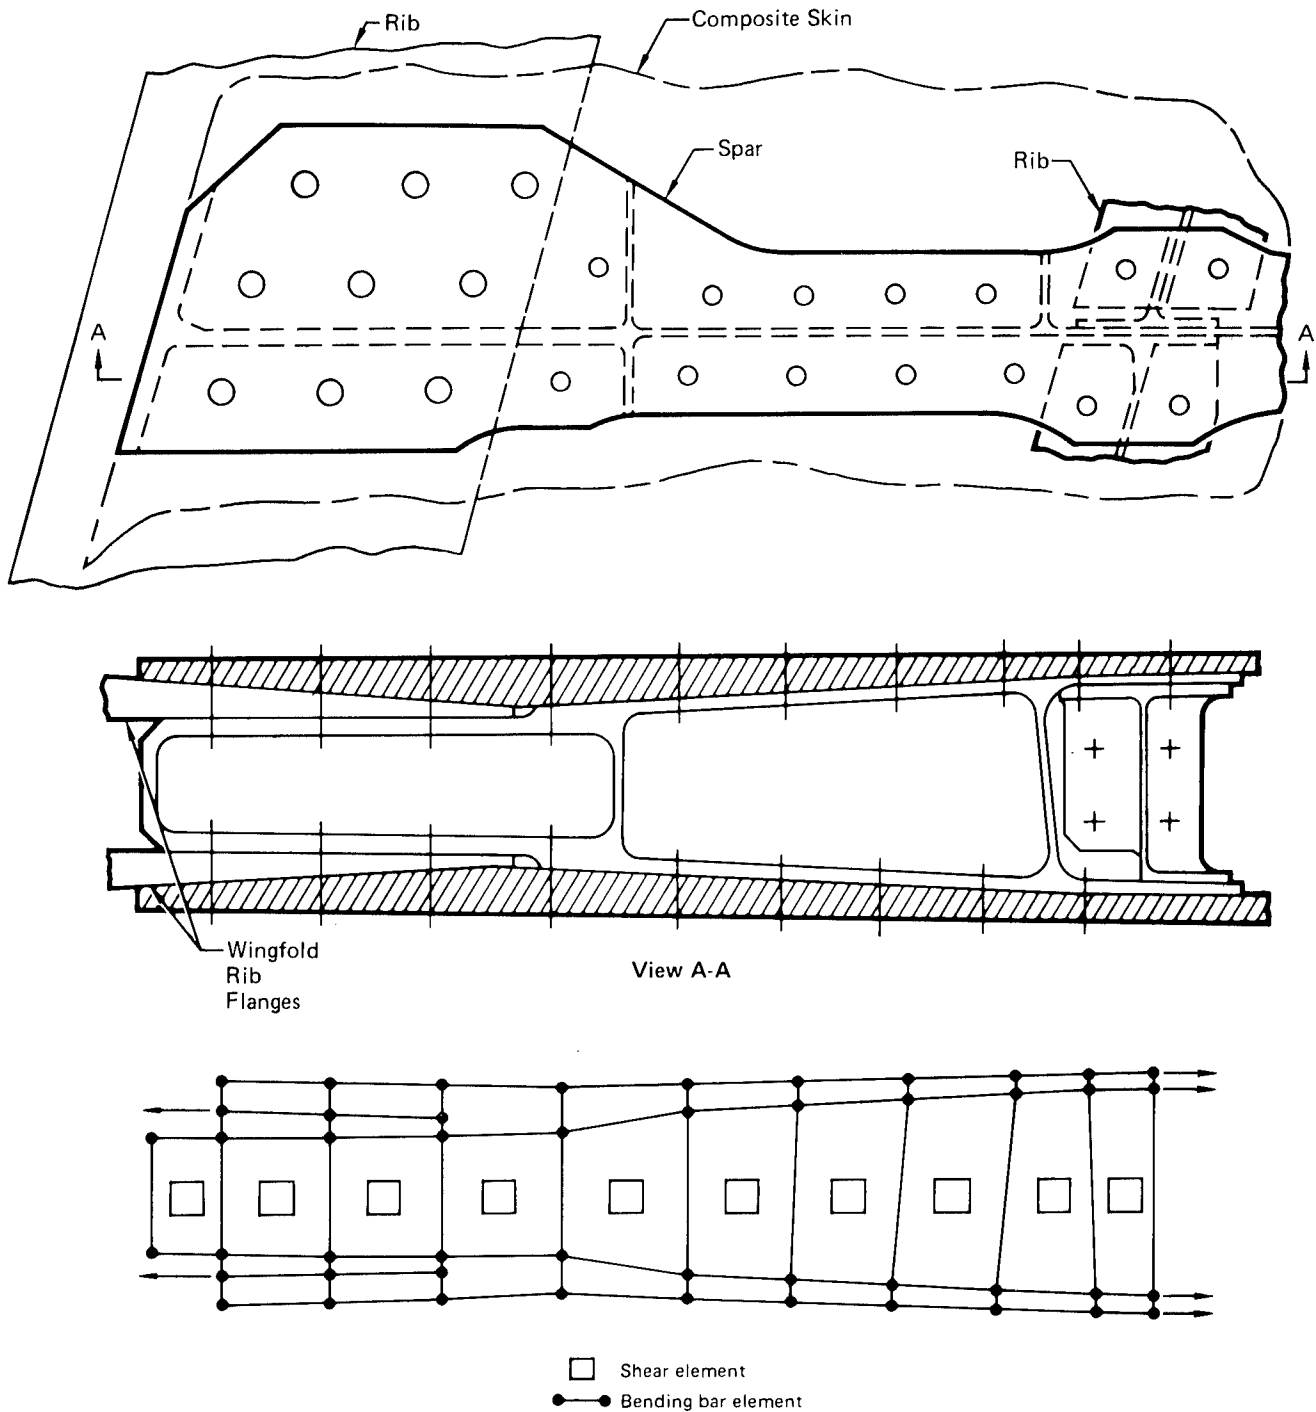 Rib
Composite Skin
Spar
Rib
A
A
Wingfold
Rib
Flanges
View A-A
Shear element
Bending bar element